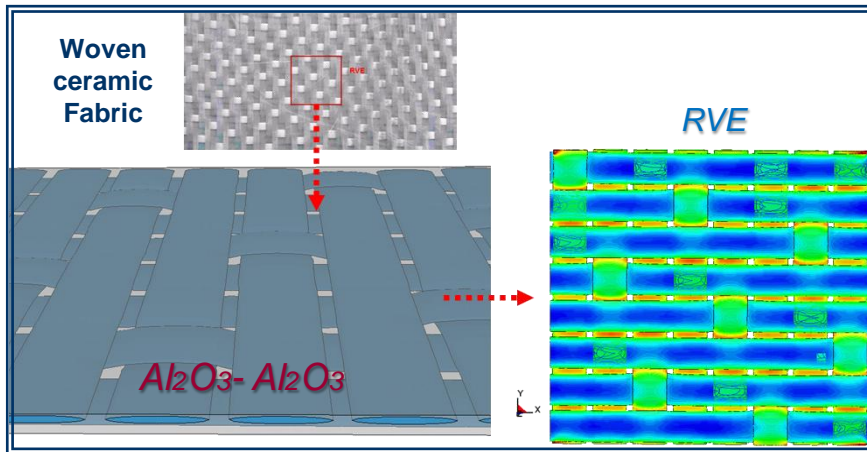 Woven
ceramic
Fabric
RVE
RVE
Al₂O₃- Al₂O₃
Y
X